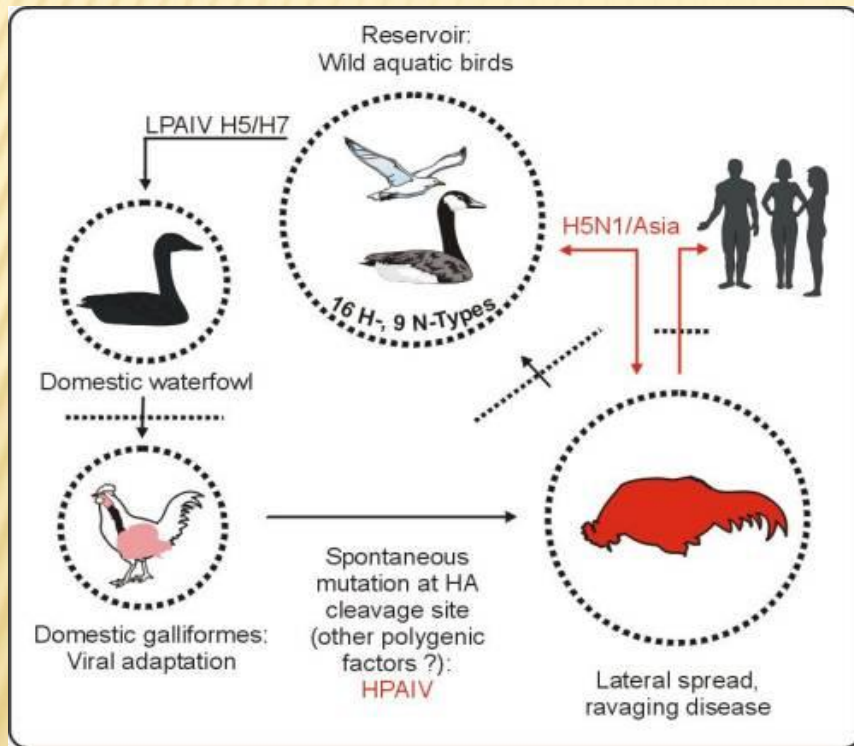 Reservoir:
Wild aquatic birds
LPAIV H5/H7
H5N1/Asia
16 H-, 9 N-Types
Domestic waterfowl
Domestic galliformes:
Viral adaptation
Spontaneous
mutation at HA
cleavage site
(other polygenic
factors ?):
HPAIV
Lateral spread,
ravaging disease